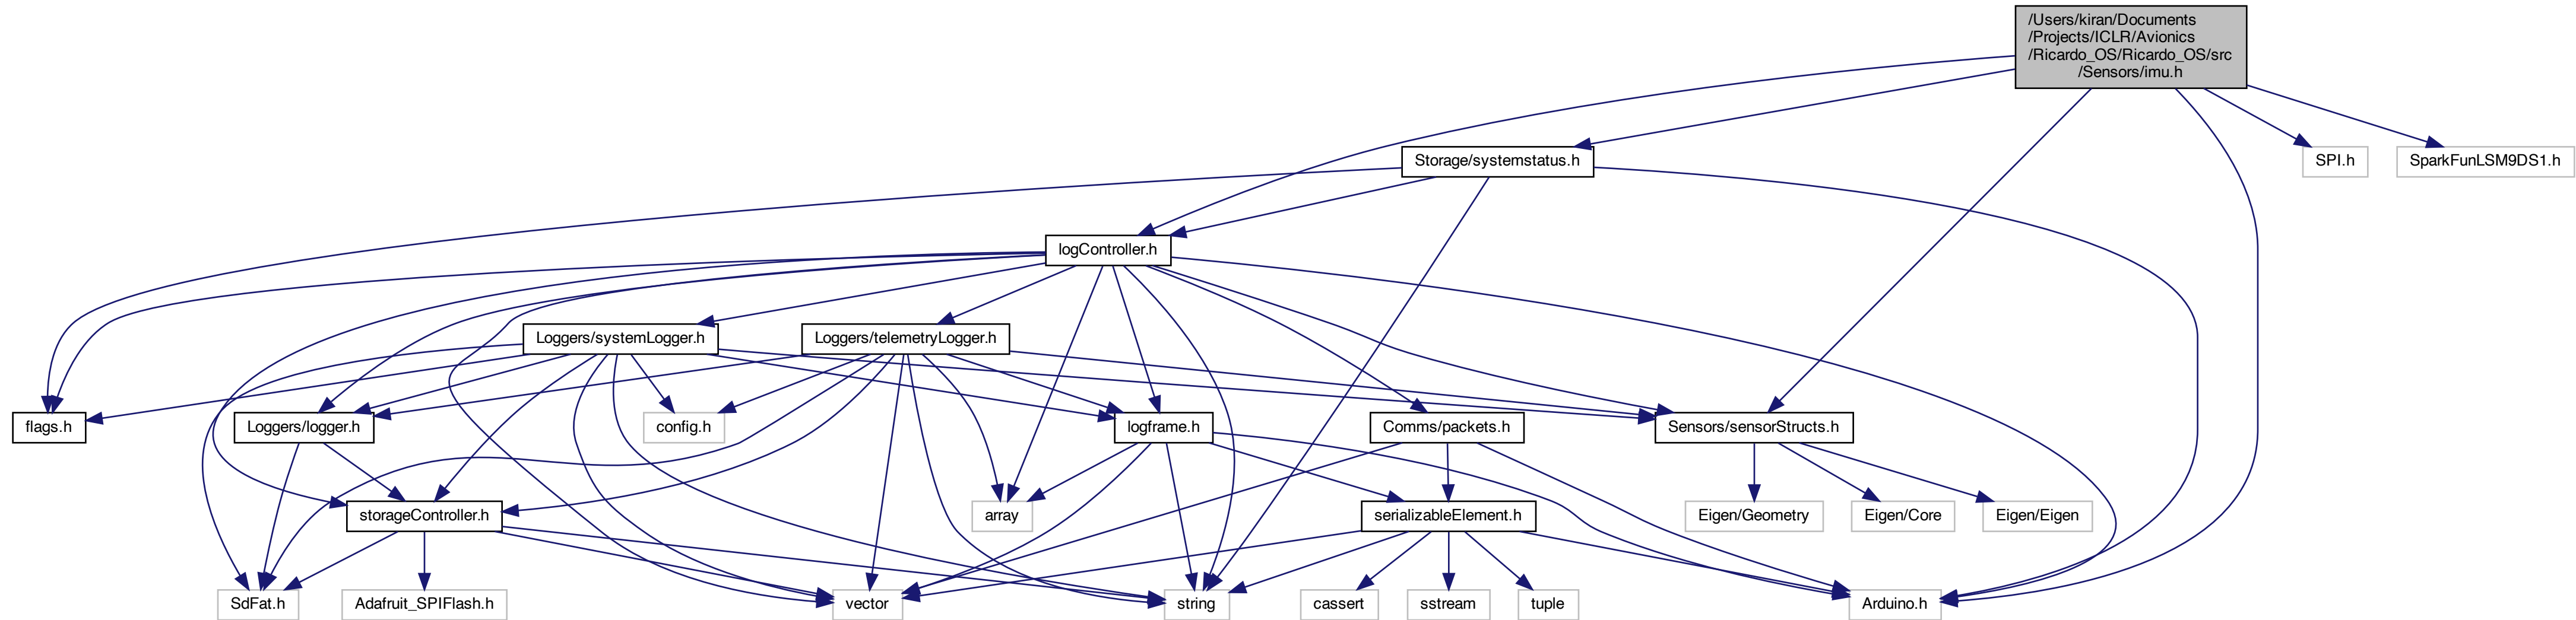 /Users/kiran/Documents
/Projects/ICLR/Avionics
/Ricardo_OS/Ricardo_OS/src
/Sensors/imu.h
Storage/systemstatus.h
SPI.h
SparkFunLSM9DS1.h
logController.h
Loggers/systemLogger.h
Loggers/telemetryLogger.h
flags.h
Loggers/logger.h
config.h
logframe.h
Comms/packets.h
Sensors/sensorStructs.h
storageController.h
array
serializableElement.h
Eigen/Geometry
Eigen/Core
Eigen/Eigen
SdFat.h
Adafruit_SPIFlash.h
vector
string
cassert
sstream
tuple
Arduino.h